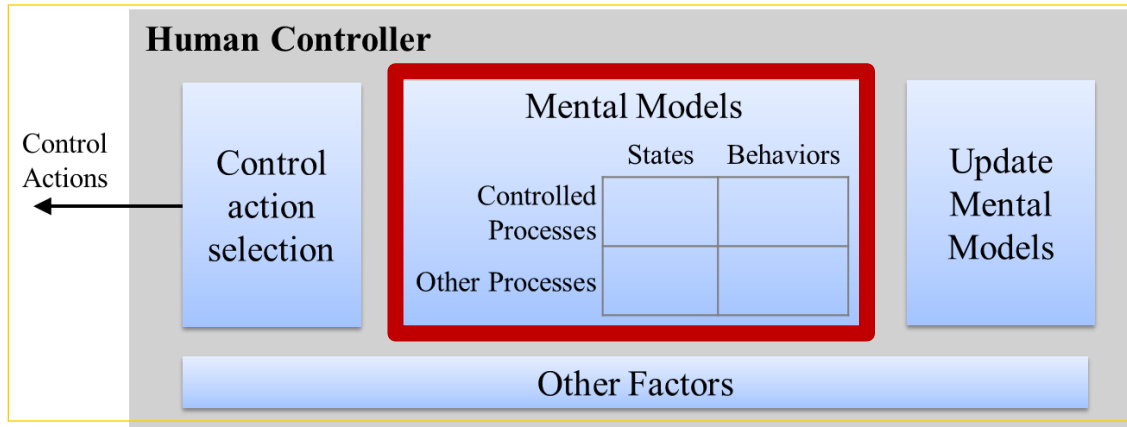 Human Controller
Control
Actions
Control
action
selection
Mental Models
States Behaviors
Controlled
Processes
Other Processes
Update
Mental
Models
Other Factors